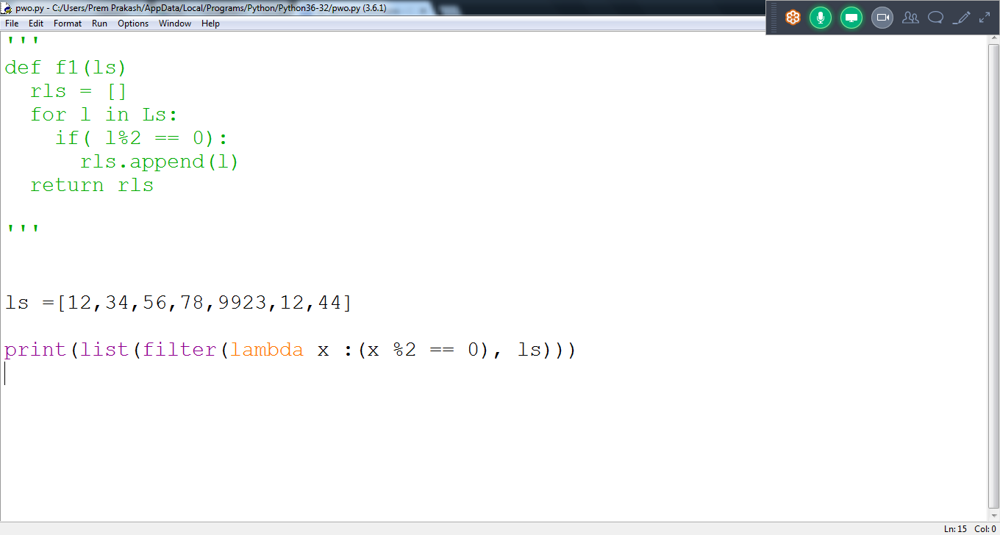 pwo.py - C:/Users/Prem Prakash/AppData/Local/Programs/Python/Python36-32/pwo.py (3.6.1)
File Edit Format Run Options Window Help
'''
def f1(ls)
  rls = []
  for l in Ls:
    if( l%2 == 0):
      rls.append(l)
  return rls
'''
ls =[12,34,56,78,9923,12,44]
print(list(filter(lambda x :(x %2 == 0), ls)))
Ln: 15 Col: 0